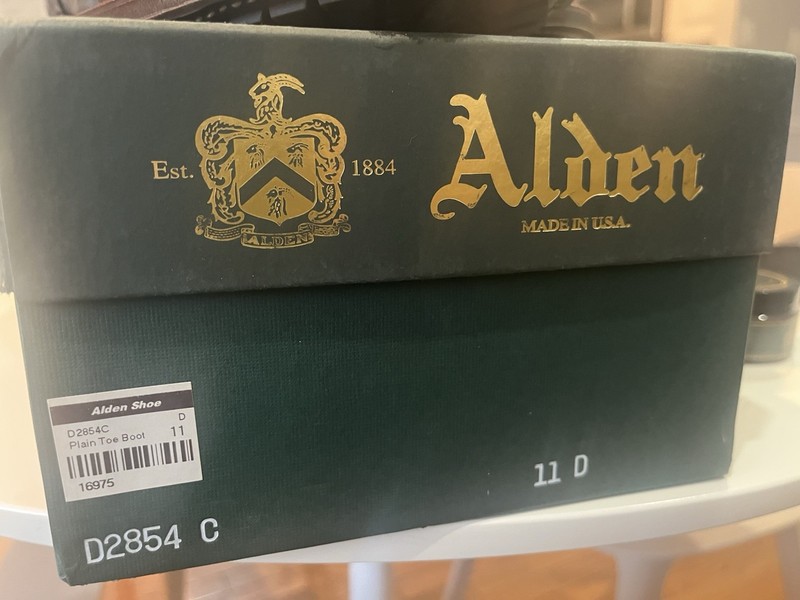 Est.
1884
ALDEN
Alden
MADE IN U.S.A.
Alden Shoe
D2854C D
Plain Toe Boot 11
16975
D2854 C
11 D